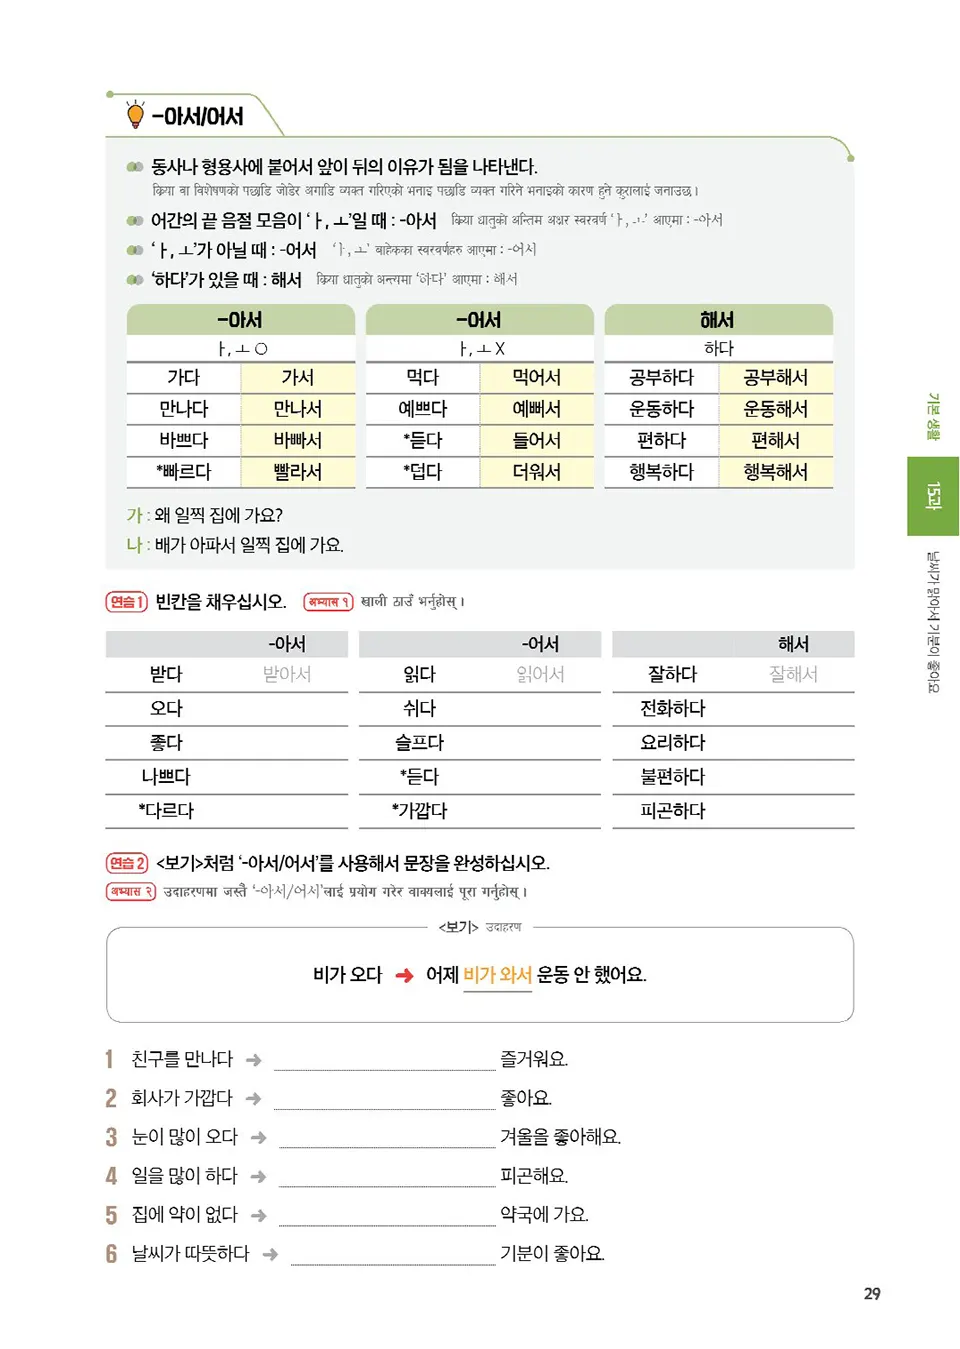 -아서/어서
동사나 형용사에 붙어서 앞이 뒤의 이유가 됨을 나타낸다.
क्रिया वा विशेषणको पछाडि जोडेर अगाडि व्यक्त गरिएको भनाइ पछाडि व्यक्त गरिने भनाइको कारण हुने कुरालाई जनाउछ ।
어간의 끝 음절 모음이 ‘ㅏ, ㅗ’일 때 : -아서 क्रिया धातुको अन्तिम अक्षर स्वरवर्ण ‘ㅏ, ㅗ’ आएमा : -아서
‘ㅏ, ㅗ’가 아닐 때 : -어서 ‘ㅏ, ㅗ’ बाहेकका स्वरवर्णहरु आएमा : -어서
‘하다’가 있을 때 : 해서 क्रिया धातुको अन्त्यमा ‘하다’ आएमा : 해서
-아서 -어서 해서
ㅏ, ㅗ O ㅏ, ㅗ X 하다
가다 가서 먹다 먹어서 공부하다 공부해서
만나다 만나서 예쁘다 예뻐서 운동하다 운동해서
바쁘다 바빠서 *듣다 들어서 편하다 편해서
*빠르다 빨라서 *덥다 더워서 행복하다 행복해서
가 : 왜 일찍 집에 가요?
나 : 배가 아파서 일찍 집에 가요.
연습 1 빈칸을 채우십시오. अभ्यास १ खाली ठाउँ भर्नुहोस् ।
-아서 -어서 해서
받다 받아서 읽다 읽어서 잘하다 잘해서
오다 쉬다 전화하다
좋다 슬프다 요리하다
나쁘다 *듣다 불편하다
*다르다 *가깝다 피곤하다
연습 2 <보기>처럼 ‘-아서/어서’를 사용해서 문장을 완성하십시오.
अभ्यास २ उदाहरणमा जस्तै ‘-아서/어서’लाई प्रयोग गरेर वाक्यलाई पूरा गर्नुहोस् ।
<보기> उदाहरण
비가 오다 ➜ 어제 비가 와서 운동 안 했어요.
1 친구를 만나다 ➜ 즐거워요.
2 회사가 가깝다 ➜ 좋아요.
3 눈이 많이 오다 ➜ 겨울을 좋아해요.
4 일을 많이 하다 ➜ 피곤해요.
5 집에 약이 없다 ➜ 약국에 가요.
6 날씨가 따뜻하다 ➜ 기분이 좋아요.
기본 생활
15과
날씨가 맑아서 기분이 좋아요
29